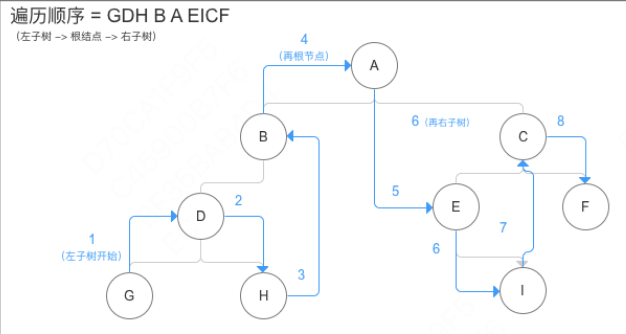 遍历顺序 = GDH B A EICF
（左子树 -> 根结点 -> 右子树）
4
（再根节点）
A
6（再右子树）
8
B
C
5
2
D
E
F
1
（左子树开始）
7
6
3
G
H
I